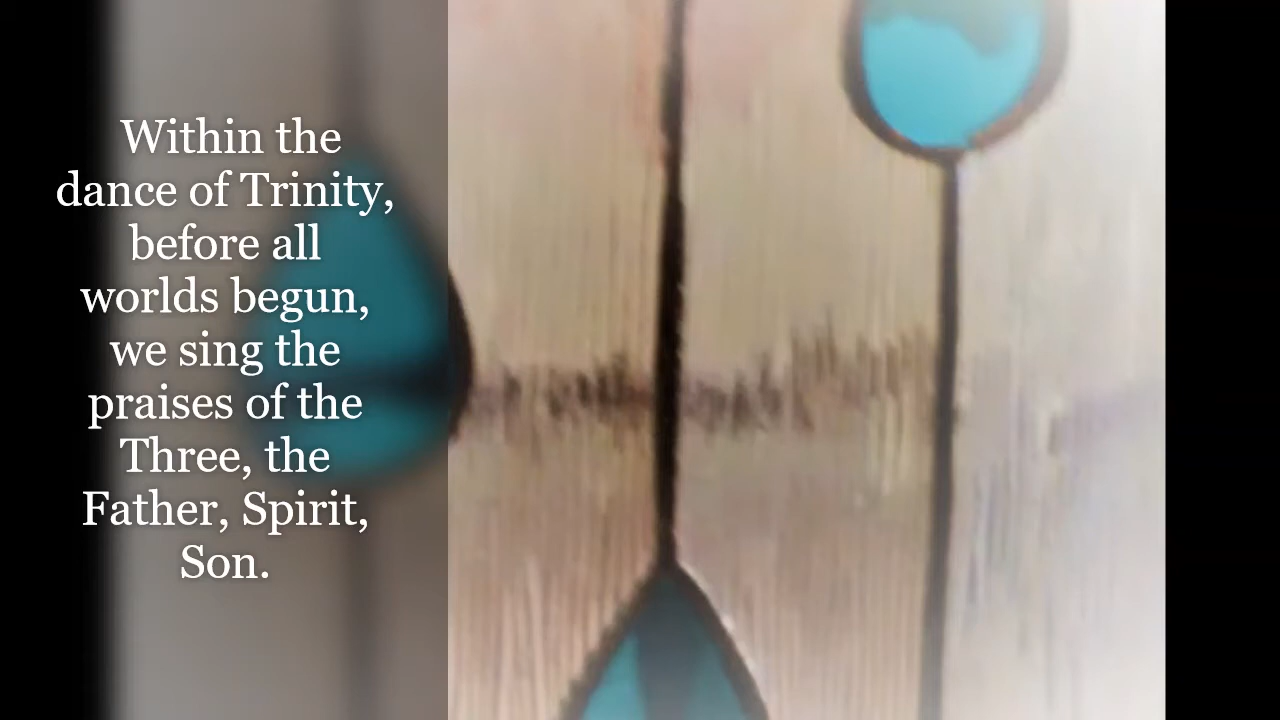 Within the
dance of Trinity,
before all
worlds begun,
we sing the
praises of the
Three, the
Father, Spirit,
Son.